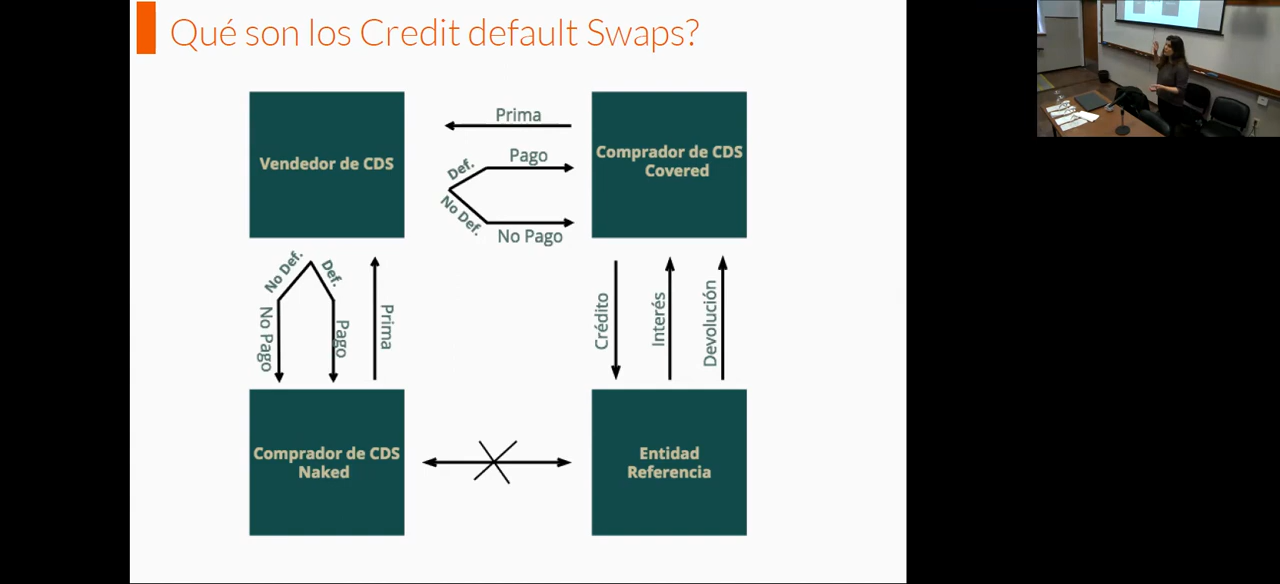 Qué son los Credit default Swaps?
Vendedor de CDS
Prima
Def.
Pago
No Def.
No Pago
Comprador de CDS
Covered
No Def.
Def.
No Pago
Pago
Prima
Crédito
Interés
Devolución
Comprador de CDS
Naked
Entidad
Referencia